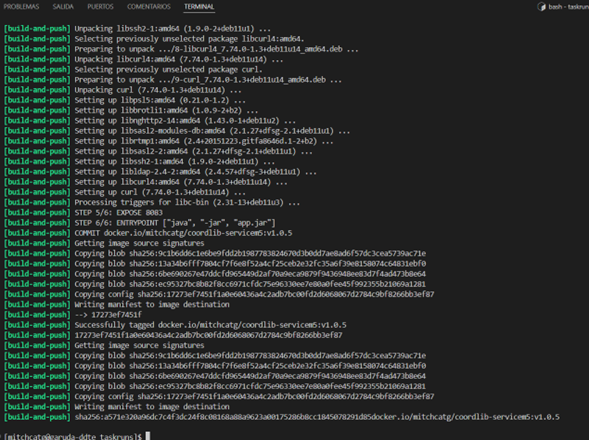 PROBLEMAS SALIDA PUERTOS COMENTARIOS TERMINAL bash - taskrun
[build-and-push] Unpacking libssh2-1:amd64 (1.9.0-2+deb11u1) ...
[build-and-push] Selecting previously unselected package libcurl4:amd64.
[build-and-push] Preparing to unpack .../8-libcurl4_7.74.0-1.3+deb11u14_amd64.deb ...
[build-and-push] Unpacking libcurl4:amd64 (7.74.0-1.3+deb11u14) ...
[build-and-push] Selecting previously unselected package curl.
[build-and-push] Preparing to unpack .../9-curl_7.74.0-1.3+deb11u14_amd64.deb ...
[build-and-push] Unpacking curl (7.74.0-1.3+deb11u14) ...
[build-and-push] Setting up libpsl5:amd64 (0.21.0-1.2) ...
[build-and-push] Setting up libbrotli1:amd64 (1.0.9-2+b2) ...
[build-and-push] Setting up libnghttp2-14:amd64 (1.43.0-1+deb11u2) ...
[build-and-push] Setting up libsasl2-modules-db:amd64 (2.1.27+dfsg-2.1+deb11u1) ...
[build-and-push] Setting up librtmp1:amd64 (2.4+20151223.gitfa8646d.1-2+b2) ...
[build-and-push] Setting up libsasl2-2:amd64 (2.1.27+dfsg-2.1+deb11u1) ...
[build-and-push] Setting up libssh2-1:amd64 (1.9.0-2+deb11u1) ...
[build-and-push] Setting up libldap-2.4-2:amd64 (2.4.57+dfsg-3+deb11u1) ...
[build-and-push] Setting up libcurl4:amd64 (7.74.0-1.3+deb11u14) ...
[build-and-push] Setting up curl (7.74.0-1.3+deb11u14) ...
[build-and-push] Processing triggers for libc-bin (2.31-13+deb11u3) ...
[build-and-push] STEP 5/6: EXPOSE 8083
[build-and-push] STEP 6/6: ENTRYPOINT ["java", "-jar", "app.jar"]
[build-and-push] COMMIT docker.io/mitchcatg/coordlib-servicem5:v1.0.5
[build-and-push] Getting image source signatures
[build-and-push] Copying blob sha256:9c1b6dd6c1e6be9fdd2b1987783824670d3b0dd7ae8ad6f57dc3cea5739ac71e
[build-and-push] Copying blob sha256:13a34b6fff7804cf7f6e8f52a4cf25ceb2e32fc35a6f39e8158074c64831ebf0
[build-and-push] Copying blob sha256:6be690267e47ddcfd965449d2af70a9eca9879f9436948ee83d7f4ad473b8e64
[build-and-push] Copying blob sha256:ec95327bc8b82f8cc6971cfdc75e96330ee7e80a0fee45f992355b21069a1281
[build-and-push] Copying config sha256:17273ef7451f1a0e60436a4c2adb7bc00fd2d6068067d2784c9bf8266bb3ef87
[build-and-push] Writing manifest to image destination
[build-and-push] --> 17273ef7451f
[build-and-push] Successfully tagged docker.io/mitchcatg/coordlib-servicem5:v1.0.5
[build-and-push] 17273ef7451f1a0e60436a4c2adb7bc00fd2d6068067d2784c9bf8266bb3ef87
[build-and-push] Getting image source signatures
[build-and-push] Copying blob sha256:9c1b6dd6c1e6be9fdd2b1987783824670d3b0dd7ae8ad6f57dc3cea5739ac71e
[build-and-push] Copying blob sha256:13a34b6fff7804cf7f6e8f52a4cf25ceb2e32fc35a6f39e8158074c64831ebf0
[build-and-push] Copying blob sha256:6be690267e47ddcfd965449d2af70a9eca9879f9436948ee83d7f4ad473b8e64
[build-and-push] Copying blob sha256:ec95327bc8b82f8cc6971cfdc75e96330ee7e80a0fee45f992355b21069a1281
[build-and-push] Copying config sha256:17273ef7451f1a0e60436a4c2adb7bc00fd2d6068067d2784c9bf8266bb3ef87
[build-and-push] Writing manifest to image destination
[build-and-push] sha256:a571e320a96dc7c4f3dc24f8c08168a88a9623a00175286b8cc1845078291d85docker.io/mitchcatg/coordlib-servicem5:v1.0.5
[mitchcatg@garuda-ddte taskruns]$